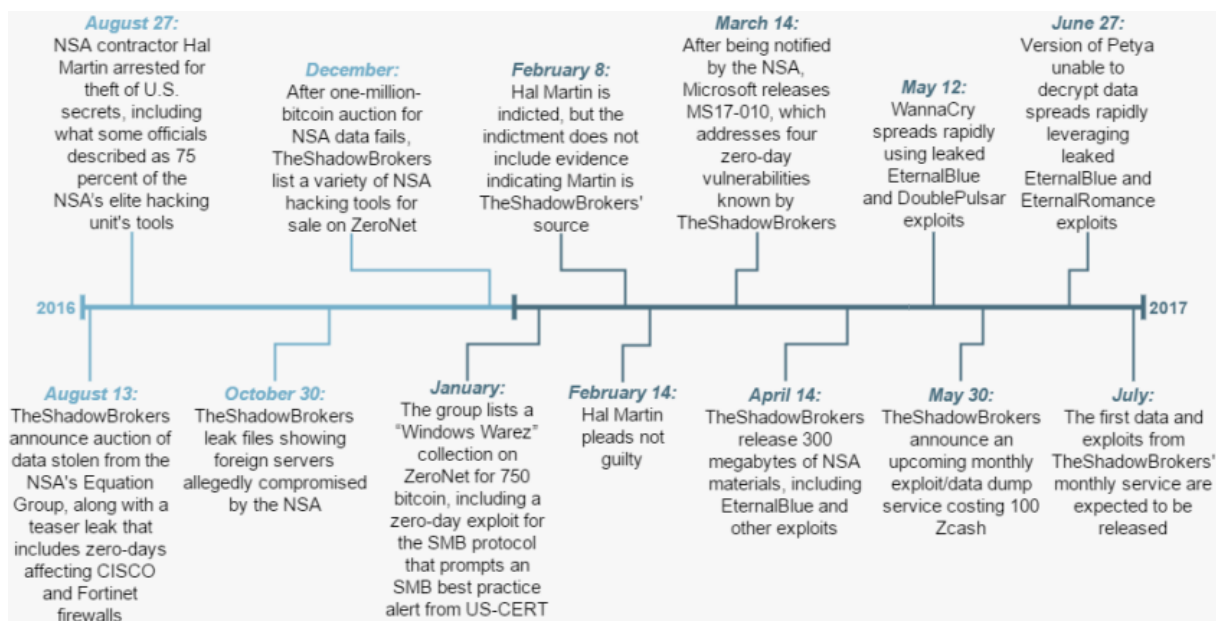 August 27:
NSA contractor Hal
Martin arrested for
theft of U.S.
secrets, including
what some officials
described as 75
percent of the
NSA's elite hacking
unit's tools
December:
After one-million-
bitcoin auction for
NSA data fails,
TheShadowBrokers
list a variety of NSA
hacking tools for
sale on ZeroNet
February 8:
Hal Martin is
indicted, but the
indictment does not
include evidence
indicating Martin is
TheShadowBrokers'
source
March 14:
After being notified
by the NSA,
Microsoft releases
MS17-010, which
addresses four
zero-day
vulnerabilities
known by
TheShadowBrokers
May 12:
WannaCry
spreads rapidly
using leaked
EternalBlue
and DoublePulsar
exploits
June 27:
Version of Petya
unable to
decrypt data
spreads rapidly
leveraging
leaked
EternalBlue and
EternalRomance
exploits
2016
2017
August 13:
TheShadowBrokers
announce auction of
data stolen from the
NSA's Equation
Group, along with a
teaser leak that
includes zero-days
affecting CISCO
and Fortinet
firewalls
October 30:
TheShadowBrokers
leak files showing
foreign servers
allegedly compromised
by the NSA
January:
The group lists a
"Windows Warez"
collection on
ZeroNet for 750
bitcoin, including a
zero-day exploit for
the SMB protocol
that prompts an
SMB best practice
alert from US-CERT
February 14:
Hal Martin
pleads not
guilty
April 14:
TheShadowBrokers
release 300
megabytes of NSA
materials, including
EternalBlue and
other exploits
May 30:
TheShadowBrokers
announce an
upcoming monthly
exploit/data dump
service costing 100
Zcash
July:
The first data and
exploits from
TheShadowBrokers'
monthly service are
expected to be
released